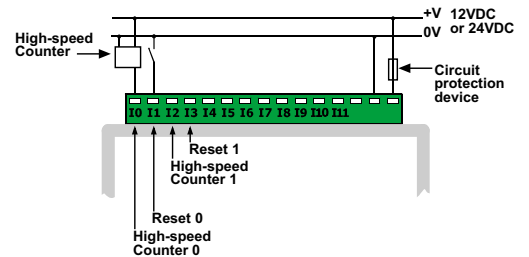 +V 12VDC
0V or 24VDC
High-speed
Counter
Circuit
protection
device
I0 I1 I2 I3 I4 I5 I6 I7 I8 I9 I10 I11
Reset 1
High-speed
Counter 1
Reset 0
High-speed
Counter 0